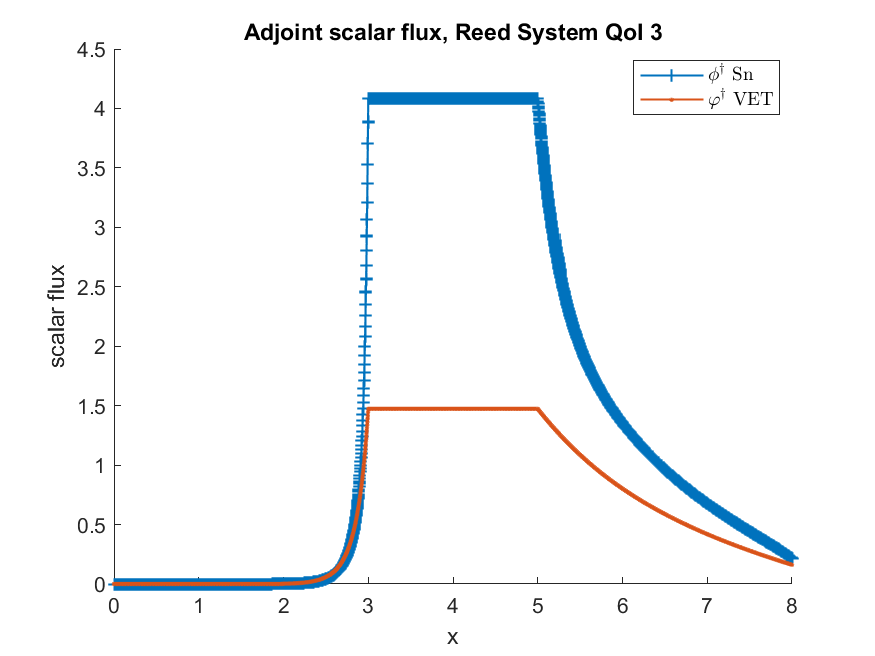 Adjoint scalar flux, Reed System QoI 3
ϕ† Sn
φ† VET
scalar flux
4.5
4
3.5
3
2.5
2
1.5
1
0.5
0
0 1 2 3 4 5 6 7 8
x